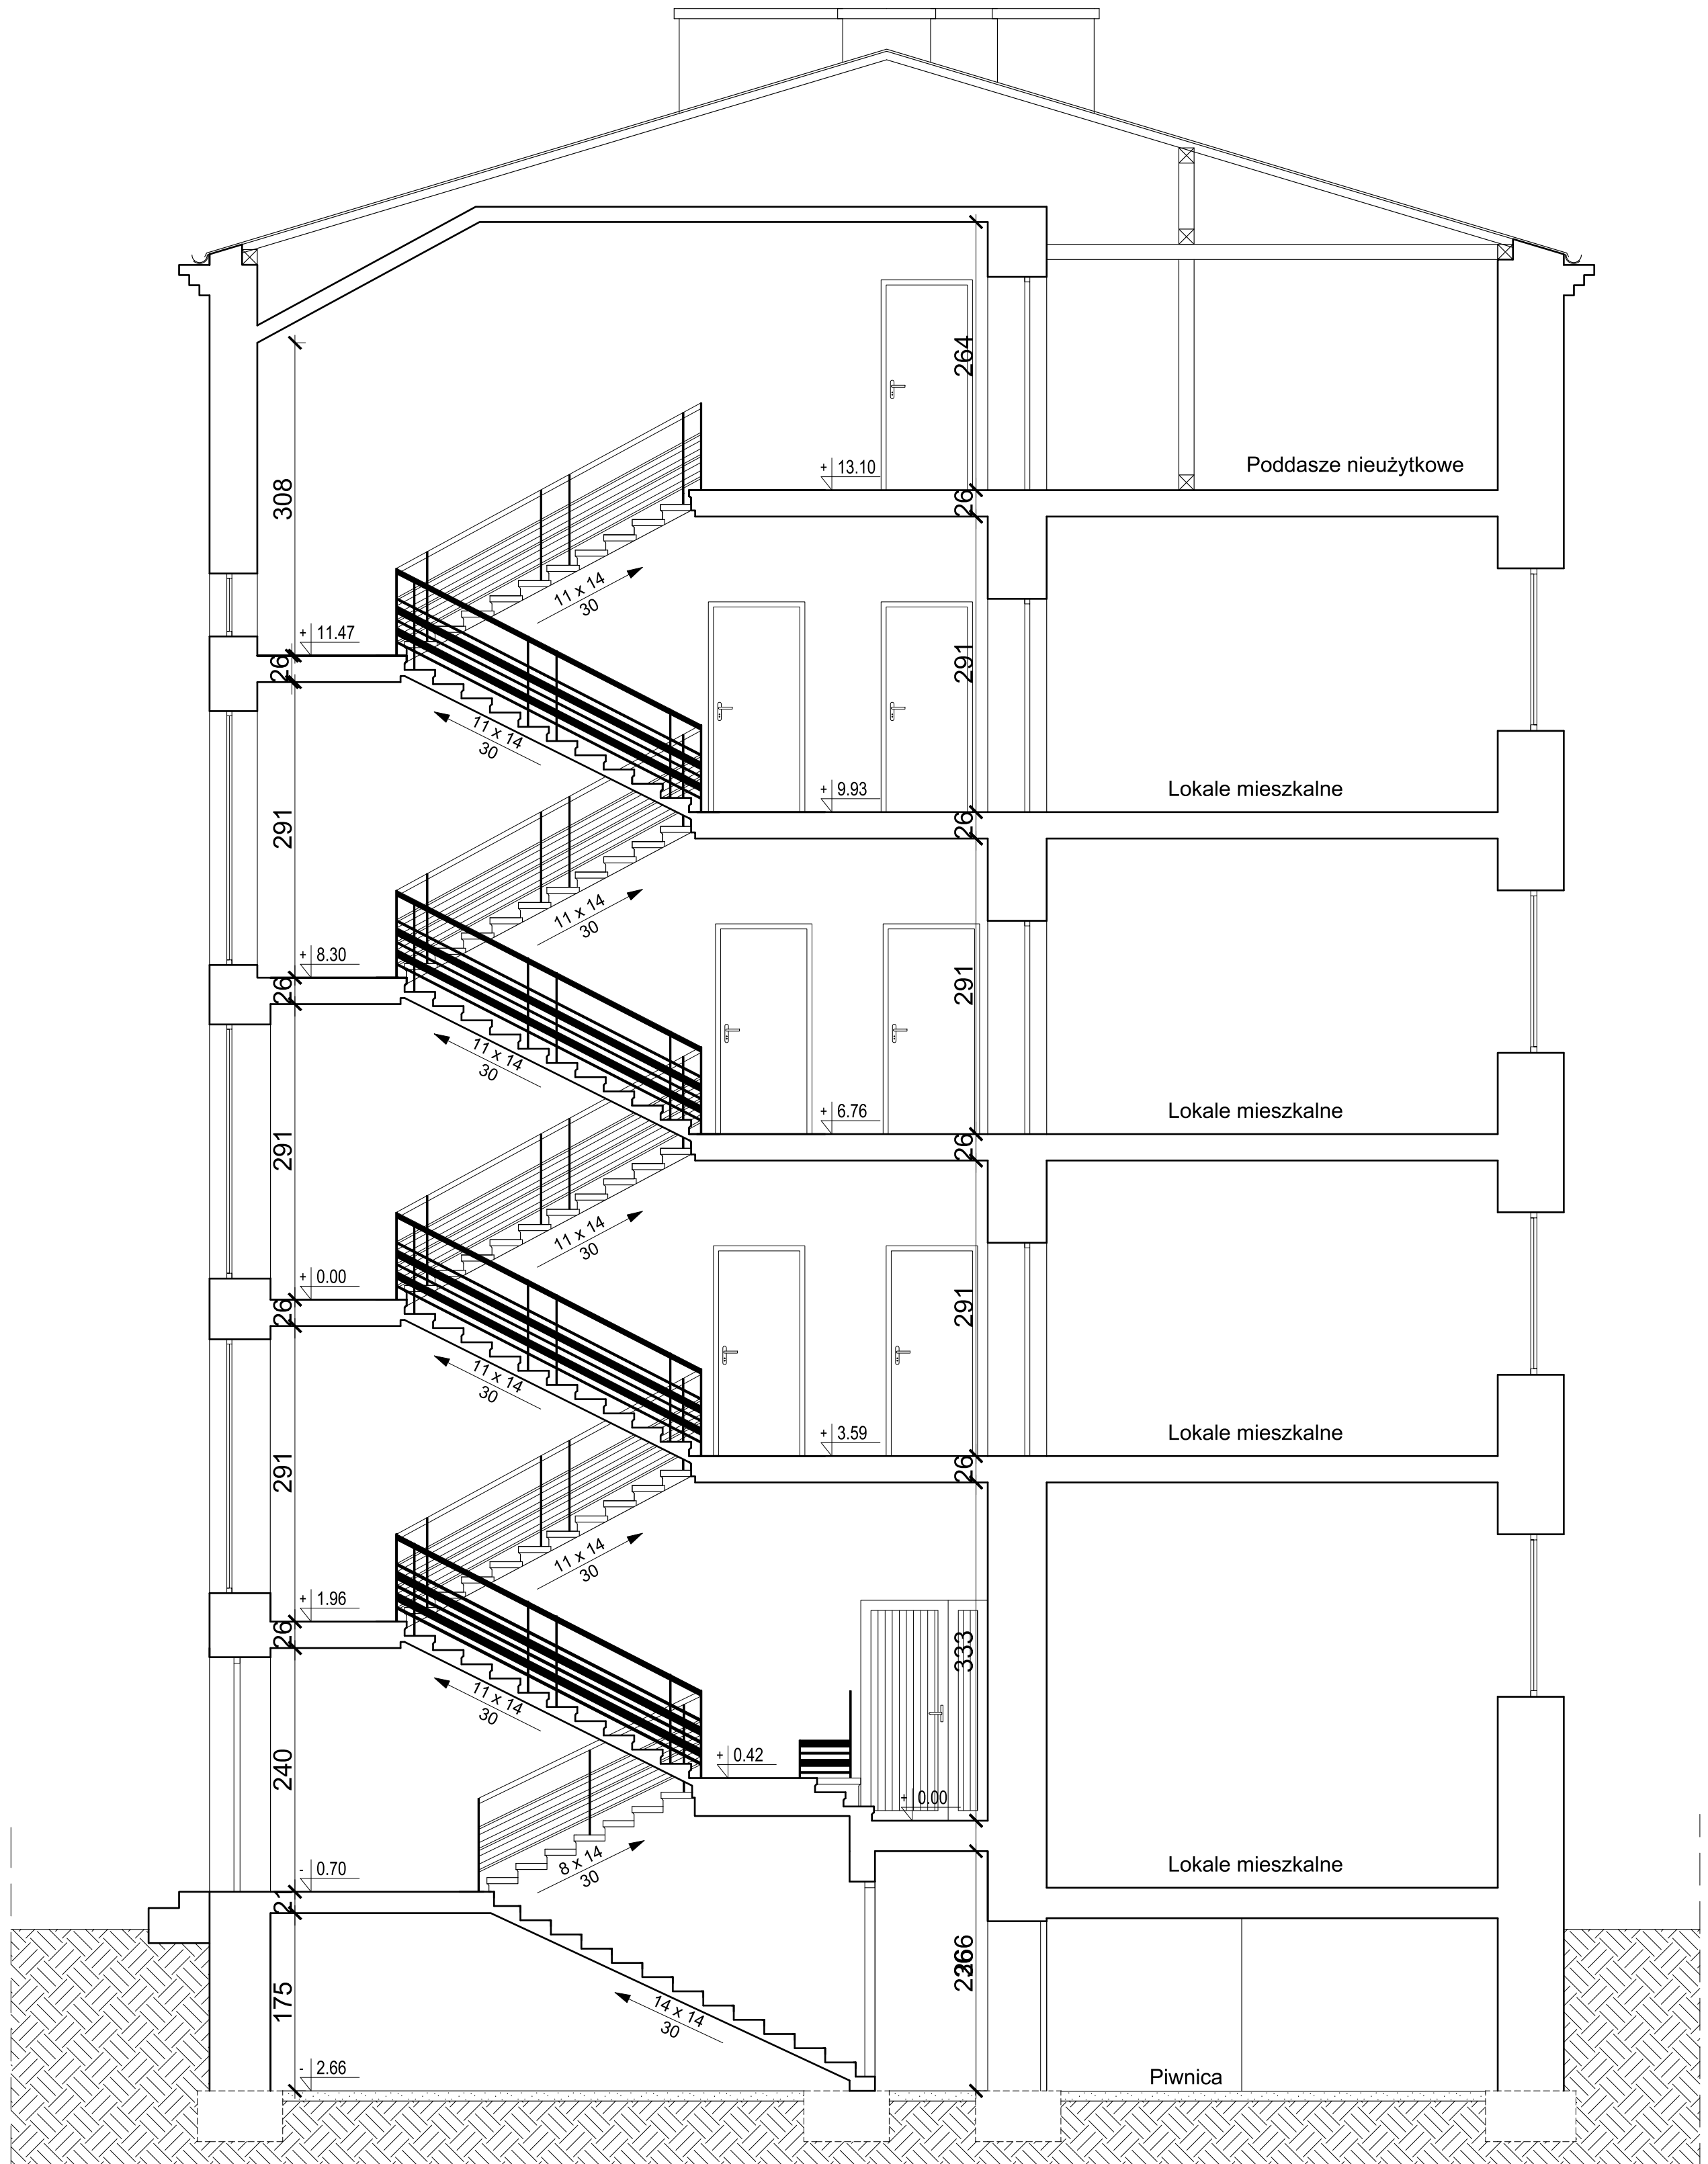 264
+ 13.10
Poddasze nieużytkowe
308
26
11 x 14
30
+ 11.47
26
291
11 x 14
30
+ 9.93
Lokale mieszkalne
26
291
11 x 14
30
+ 8.30
26
291
11 x 14
30
+ 6.76
Lokale mieszkalne
26
291
11 x 14
30
+ 0.00
26
291
11 x 14
30
+ 3.59
Lokale mieszkalne
26
291
11 x 14
30
+ 1.96
26
333
11 x 14
30
+ 0.42
240
+ 0.00
8 x 14
30
Lokale mieszkalne
- 0.70
21
175
14 x 14
30
- 2.66
Piwnica